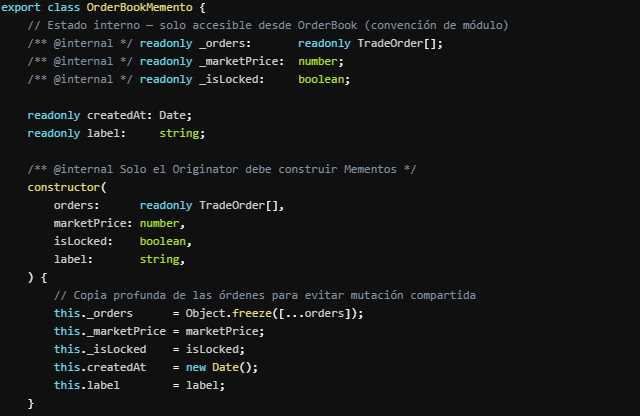 export class OrderBookMemento {
    // Estado interno — solo accesible desde OrderBook (convención de módulo)
    /** @internal */ readonly _orders:       readonly TradeOrder[];
    /** @internal */ readonly _marketPrice:  number;
    /** @internal */ readonly _isLocked:     boolean;

    readonly createdAt: Date;
    readonly label:     string;

    /** @internal Solo el Originator debe construir Mementos */
    constructor(
        orders:      readonly TradeOrder[],
        marketPrice: number,
        isLocked:    boolean,
        label:       string,
    ) {
        // Copia profunda de las órdenes para evitar mutación compartida
        this._orders      = Object.freeze([...orders]);
        this._marketPrice = marketPrice;
        this._isLocked    = isLocked;
        this.createdAt    = new Date();
        this.label        = label;
    }